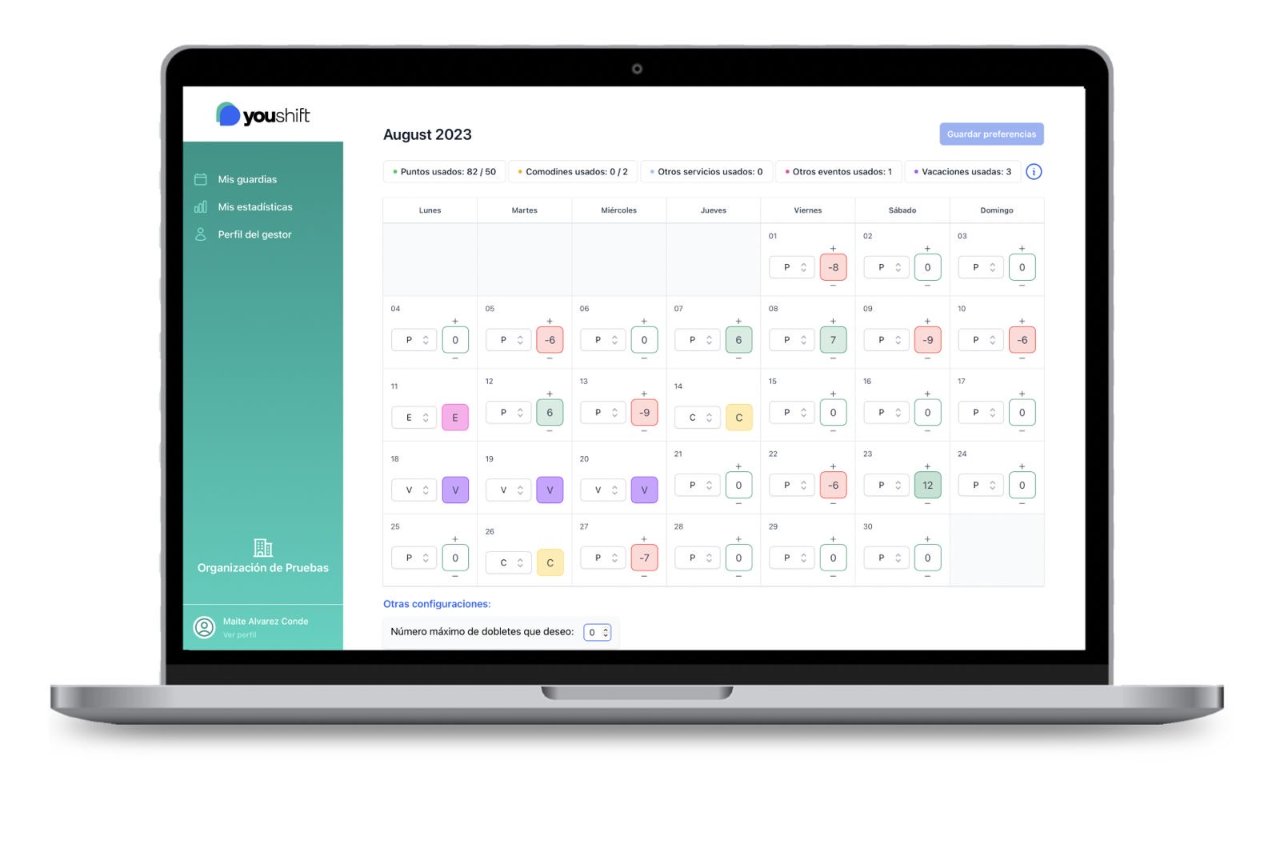 youshift
August 2023
Guardar preferencias
Puntos usados: 82 / 50
Comodines usados: 0 / 2
Otros servicios usados: 0
Otros eventos usados: 1
Vacaciones usadas: 3
i
Mis guardias
Mis estadísticas
Perfil del gestor
Lunes Martes Miércoles Jueves Viernes Sábado Domingo
01 02 03
+ + +
P -8 P 0 P 0
− − −
04 05 06 07 08 09 10
+ + + + + + +
P 0 P -6 P 0 P 6 P 7 P -9 P -6
− − − − − − −
11 12 13 14 15 16 17
+ + + + +
E E P 6 P -9 C C P 0 P 0 P 0
− − − − −
18 19 20 21 22 23 24
+ + + +
V V V V V V P 0 P -6 P 12 P 0
− − − −
25 26 27 28 29 30
+ + + + +
P 0 C C P -7 P 0 P 0 P 0
− − − − −
Otras configuraciones:
Número máximo de dobletes que deseo: 0
Organización de Pruebas
Maite Alvarez Conde
Ver perfil